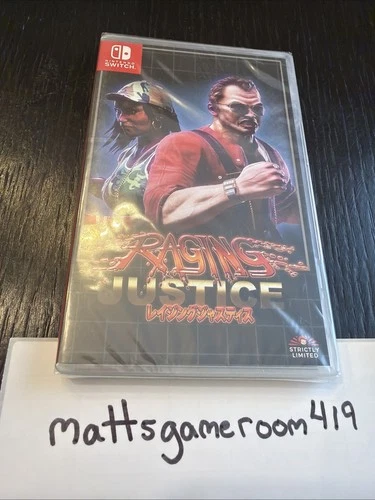 NINTENDO
SWITCH
RAGING
JUSTICE
レイジングジャスティス
STRICTLY
LIMITED
mattsgameroom419